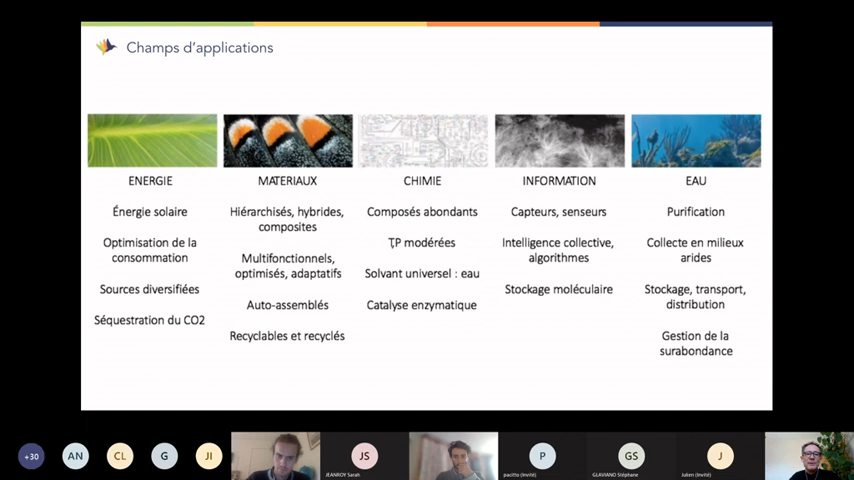 Champs d'applications
ENERGIE
Énergie solaire
Optimisation de la
consommation
Sources diversifiées
Séquestration du CO2
MATERIAUX
Hiérarchisés, hybrides,
composites
Multifonctionnels,
optimisés, adaptatifs
Auto-assemblés
Recyclables et recyclés
CHIMIE
Composés abondants
T,P modérées
Solvant universel : eau
Catalyse enzymatique
INFORMATION
Capteurs, senseurs
Intelligence collective,
algorithmes
Stockage moléculaire
EAU
Purification
Collecte en milieux
arides
Stockage, transport,
distribution
Gestion de la
surabondance
+30
AN
CL
G
JI
JS
JEANROY Sarah
P
pacitto (Invité)
GS
GLAVIANO Stéphane
J
Julien (Invité)